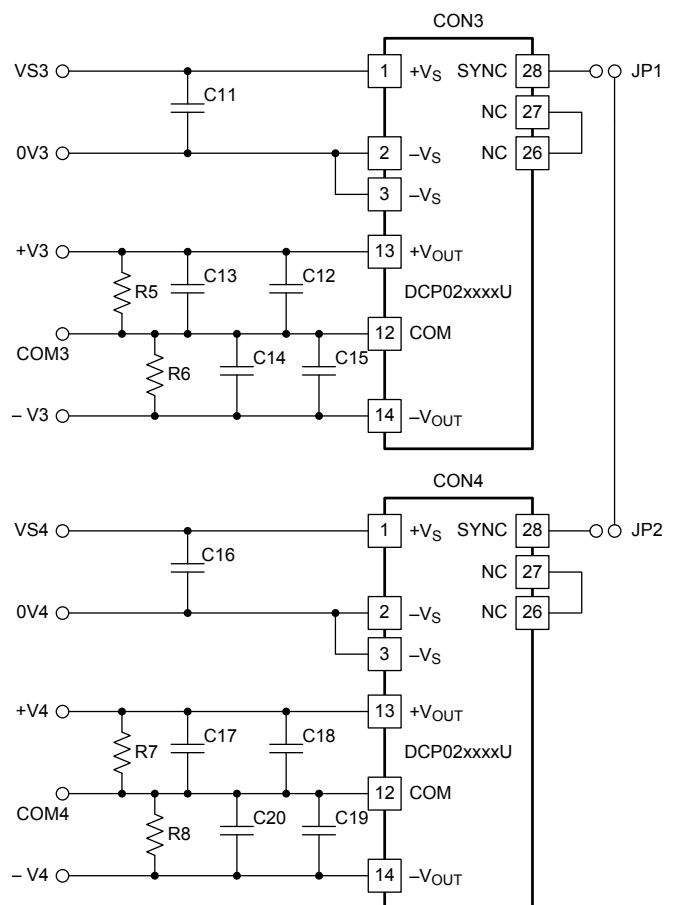 CON3
VS3 1 +VS SYNC 28 JP1
C11
NC 27
0V3 2 –VS NC 26
3 –VS
+V3 13 +VOUT
R5 C13 C12 DCP02xxxxU
COM3 12 COM
R6 C14 C15
– V3 14 –VOUT
CON4
VS4 1 +VS SYNC 28 JP2
C16
NC 27
0V4 2 –VS NC 26
3 –VS
+V4 13 +VOUT
R7 C17 C18 DCP02xxxxU
COM4 12 COM
R8 C20 C19
– V4 14 –VOUT